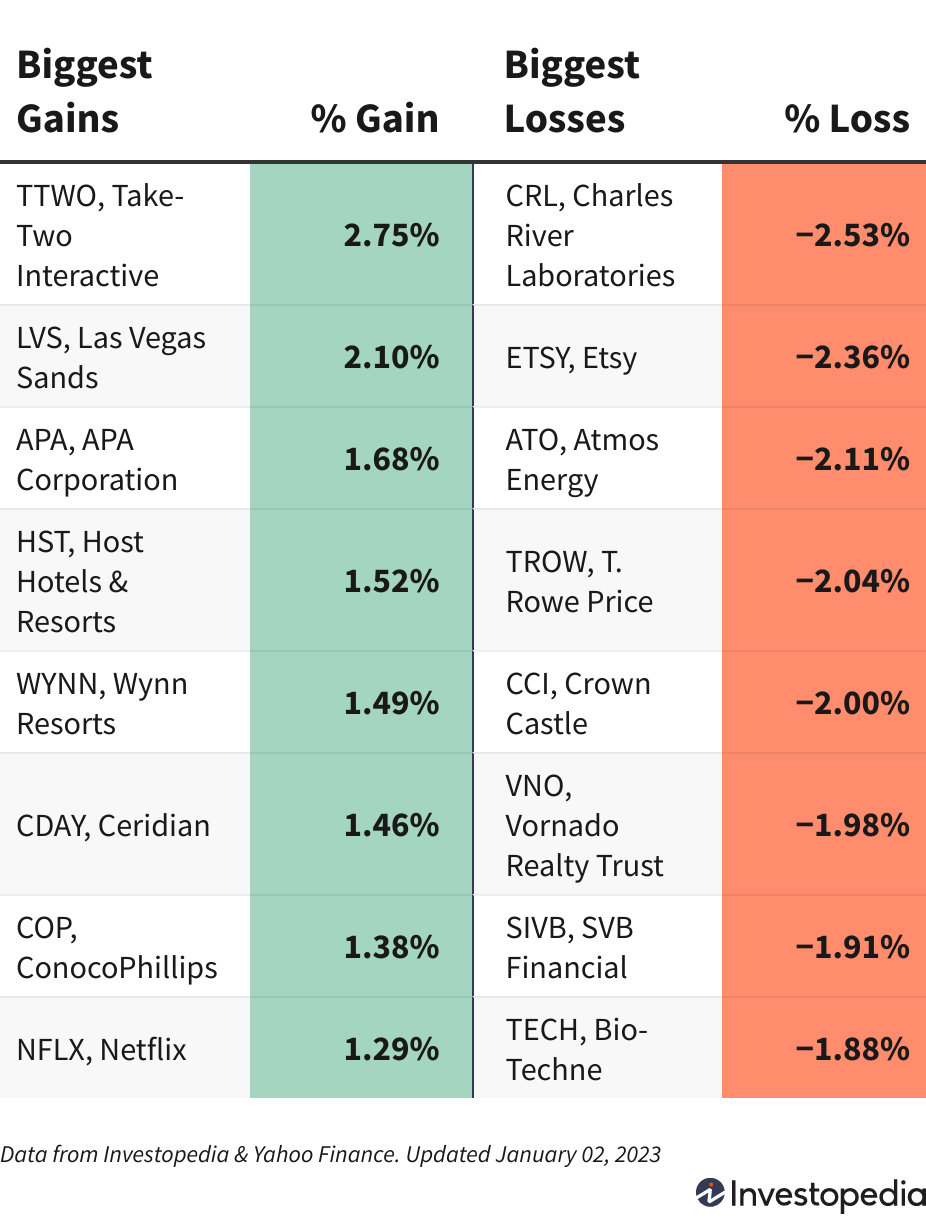 Biggest
Gains
% Gain
Biggest
Losses
% Loss
TTWO, Take-
Two
Interactive
2.75%
CRL, Charles
River
Laboratories
−2.53%
LVS, Las Vegas
Sands
2.10%
ETSY, Etsy
−2.36%
APA, APA
Corporation
1.68%
ATO, Atmos
Energy
−2.11%
HST, Host
Hotels &
Resorts
1.52%
TROW, T.
Rowe Price
−2.04%
WYNN, Wynn
Resorts
1.49%
CCI, Crown
Castle
−2.00%
CDAY, Ceridian
1.46%
VNO,
Vornado
Realty Trust
−1.98%
COP,
ConocoPhillips
1.38%
SIVB, SVB
Financial
−1.91%
NFLX, Netflix
1.29%
TECH, Bio-
Techne
−1.88%
Data from Investopedia & Yahoo Finance. Updated January 02, 2023
Investopedia